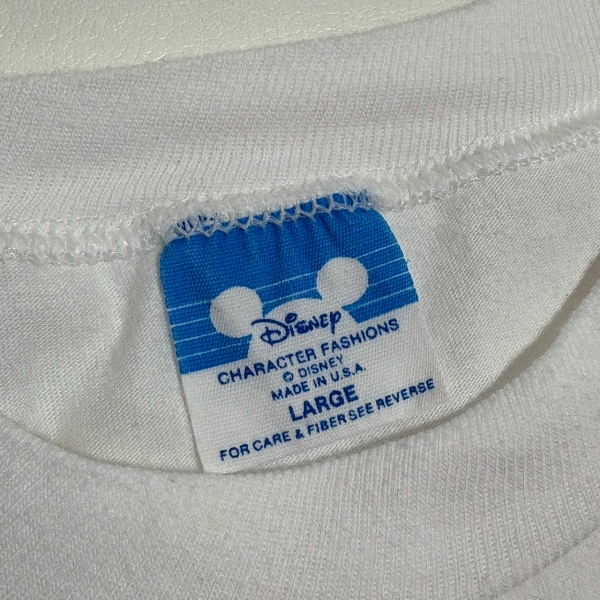 Disney
CHARACTER FASHIONS
© DISNEY
MADE IN U.S.A.
LARGE
FOR CARE & FIBER SEE REVERSE